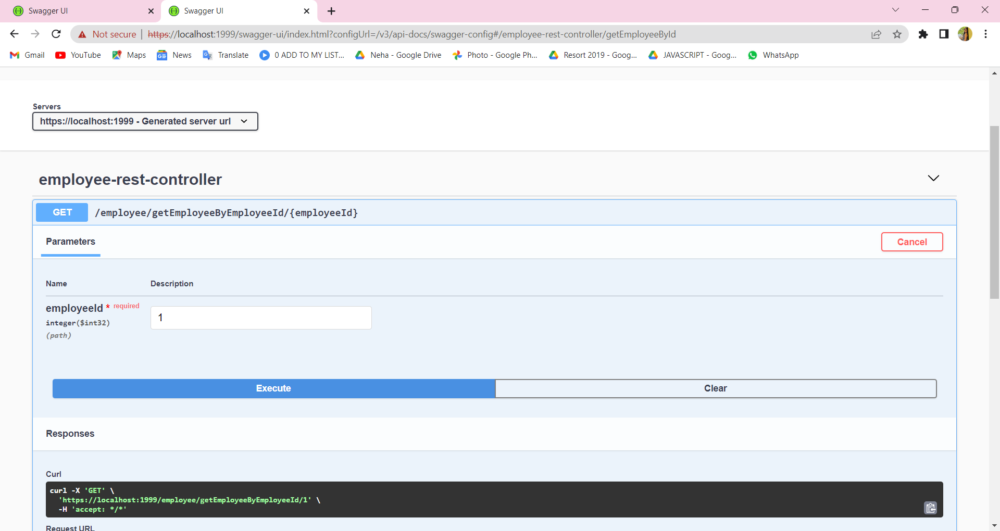 Swagger UI
Swagger UI
Not secure | https://localhost:1999/swagger-ui/index.html?configUrl=/v3/api-docs/swagger-config#/employee-rest-controller/getEmployeeById
Gmail YouTube Maps News Translate 0 ADD TO MY LIST... Neha - Google Drive Photo - Google Ph... Resort 2019 - Goog... JAVASCRIPT - Goog... WhatsApp
Servers
https://localhost:1999 - Generated server url
employee-rest-controller
GET /employee/getEmployeeByEmployeeId/{employeeId}
Parameters
Cancel
Name Description
employeeId * required
integer($int32)
(path)
1
Execute Clear
Responses
Curl
curl -X 'GET' \
'https://localhost:1999/employee/getEmployeeByEmployeeId/1' \
-H 'accept: */*'
Request URL